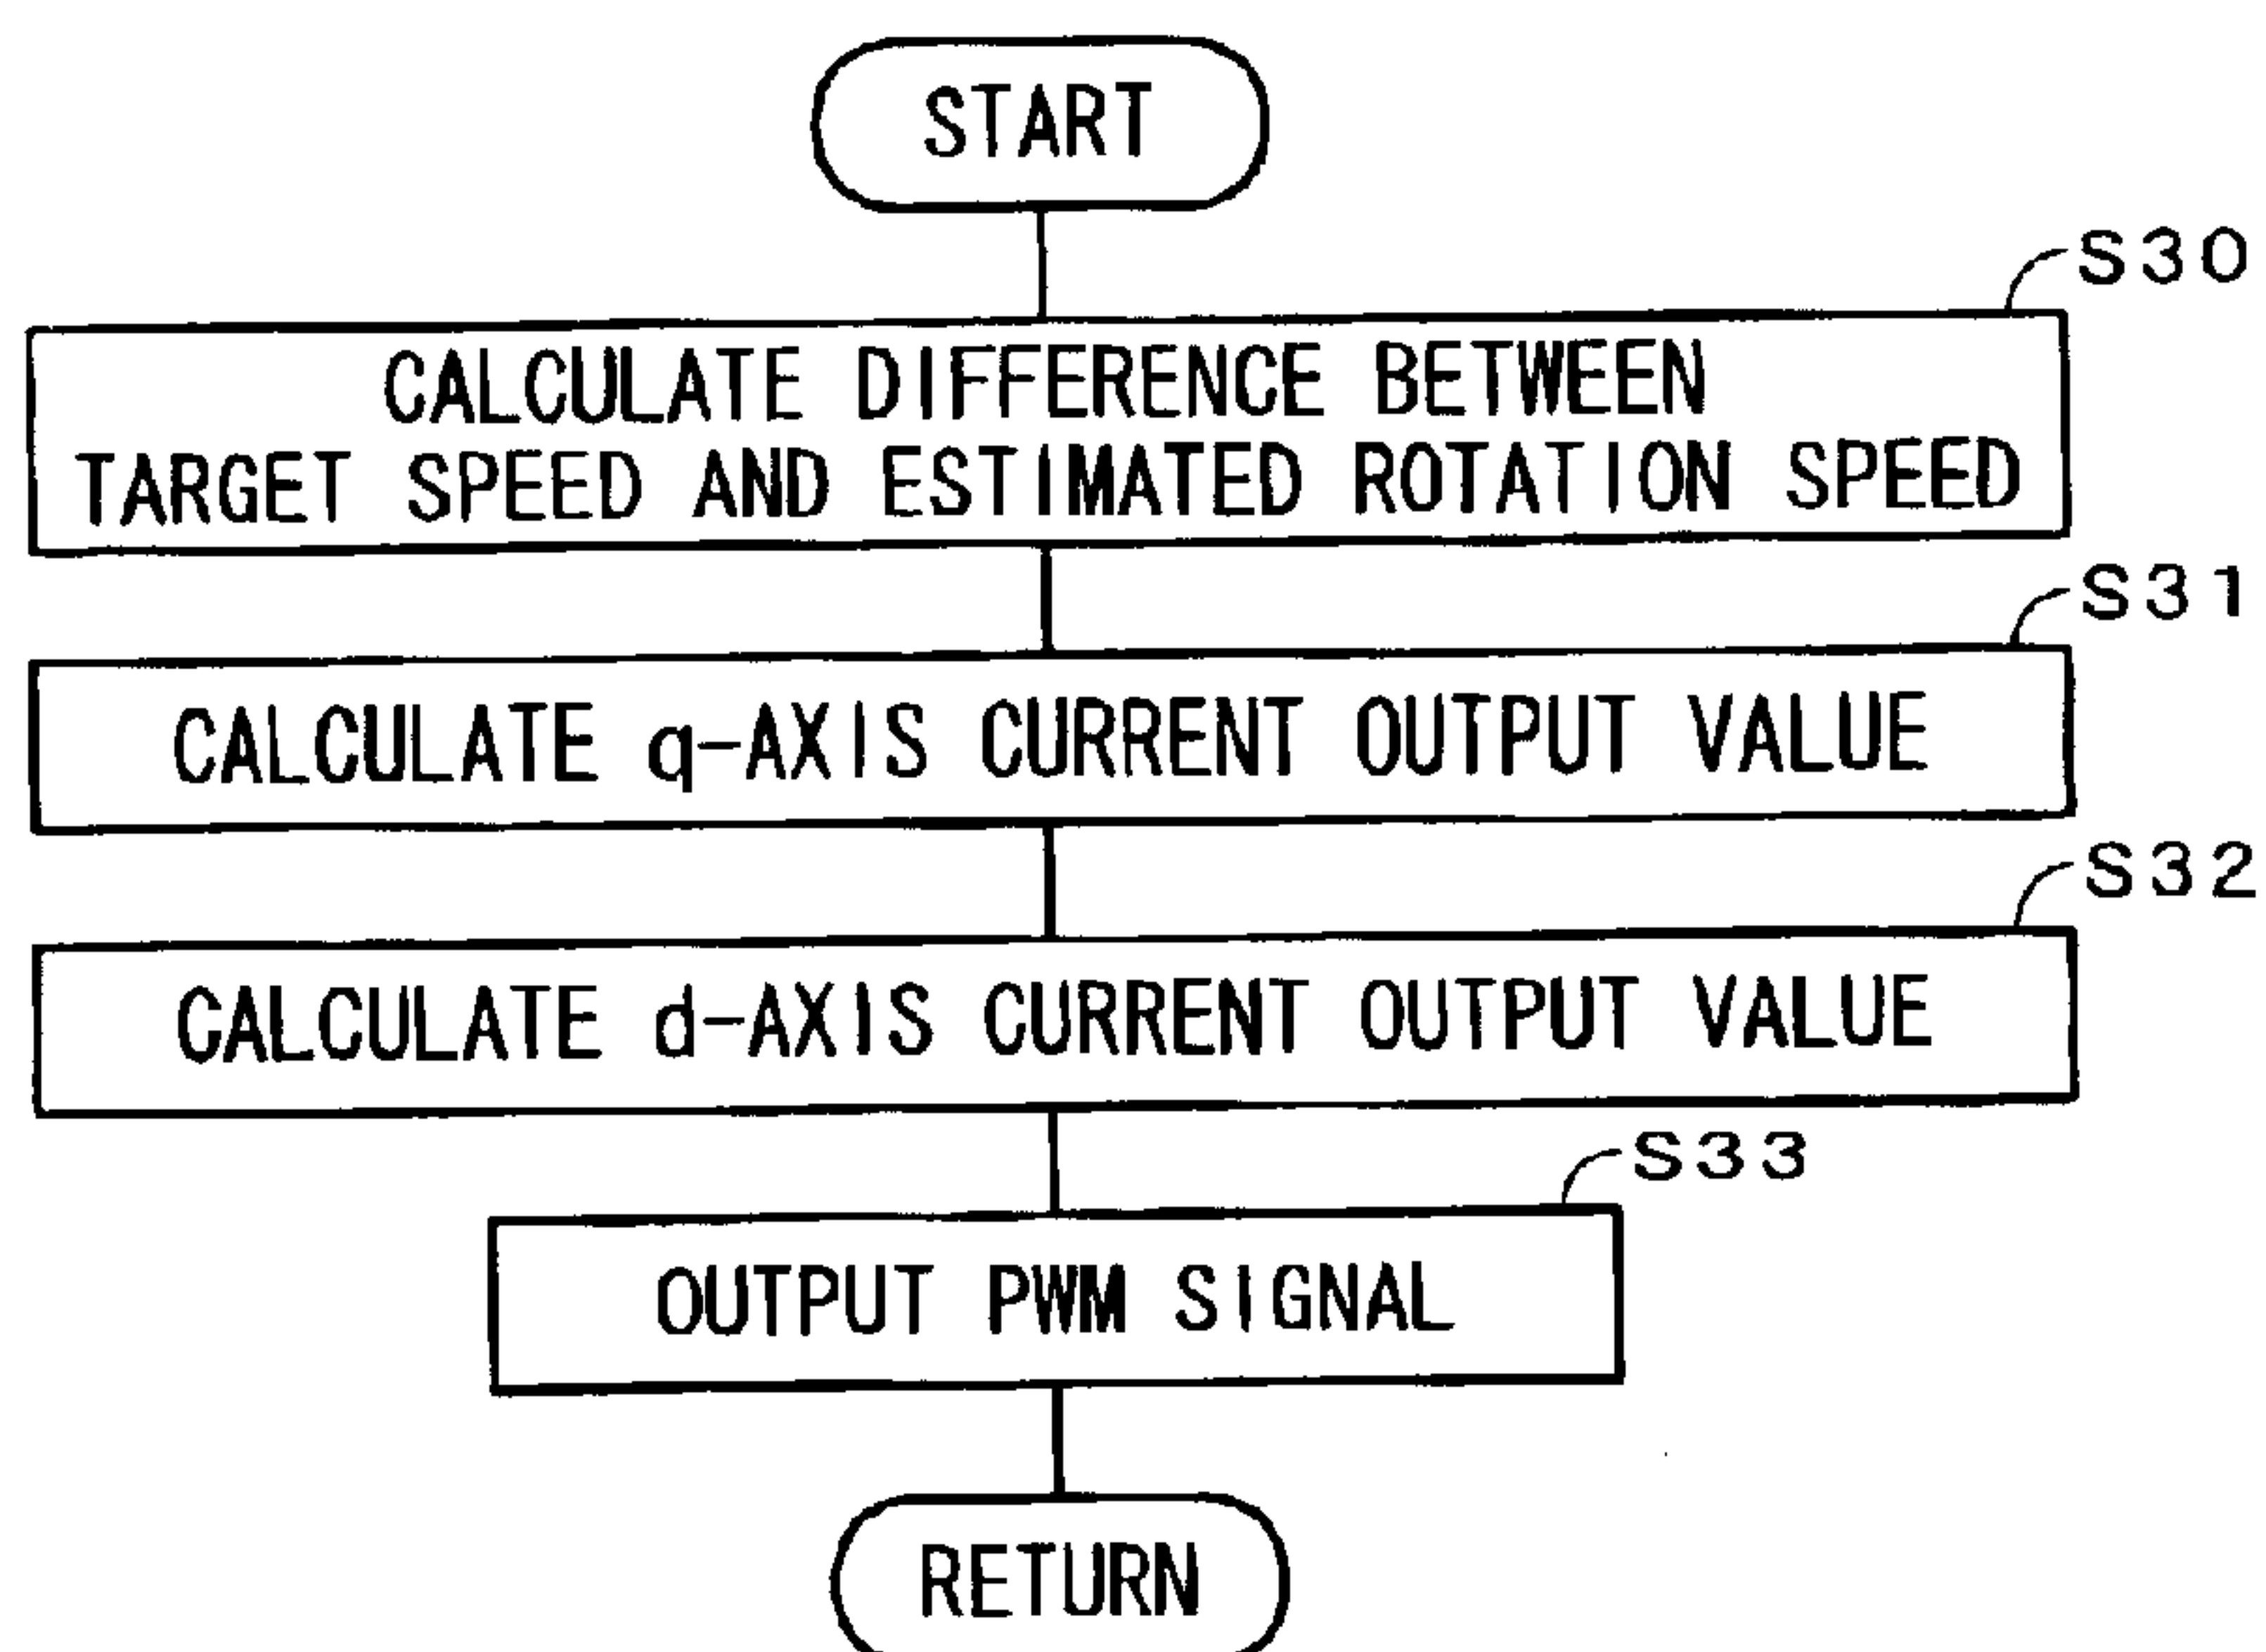 START
S30
CALCULATE DIFFERENCE BETWEEN
TARGET SPEED AND ESTIMATED ROTATION SPEED
S31
CALCULATE q-AXIS CURRENT OUTPUT VALUE
S32
CALCULATE d-AXIS CURRENT OUTPUT VALUE
S33
OUTPUT PWM SIGNAL
RETURN